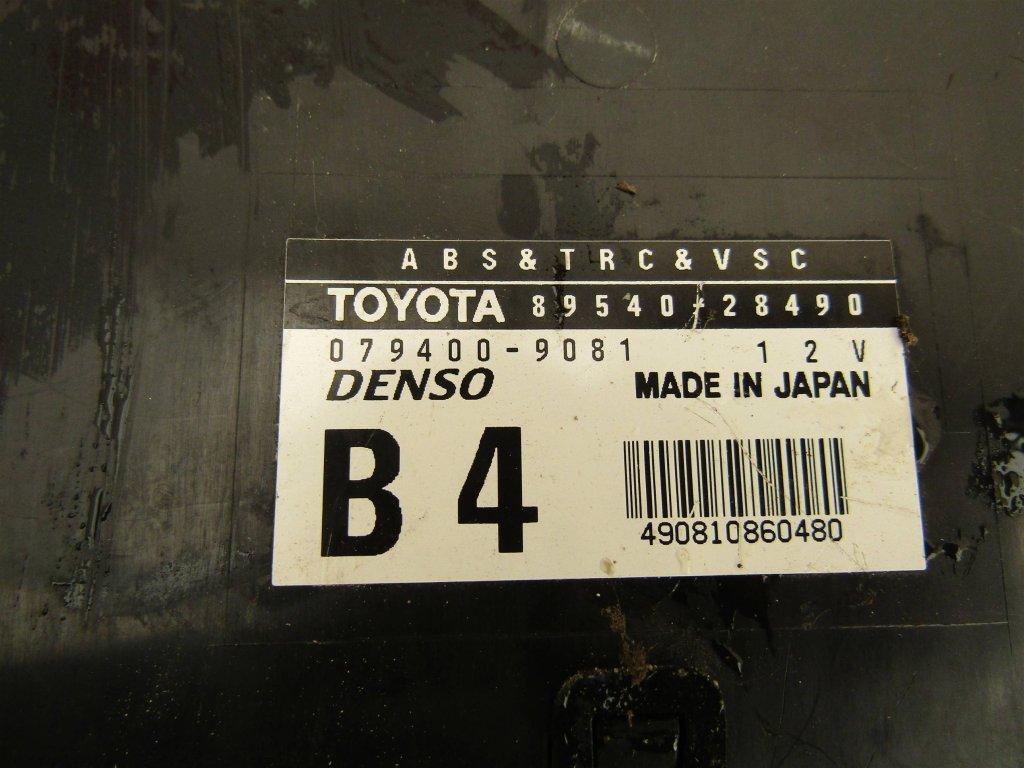 ABS&TRC&VSC
TOYOTA 89540-28490
079400-9081 12V
DENSO MADE IN JAPAN
B4
490810860480